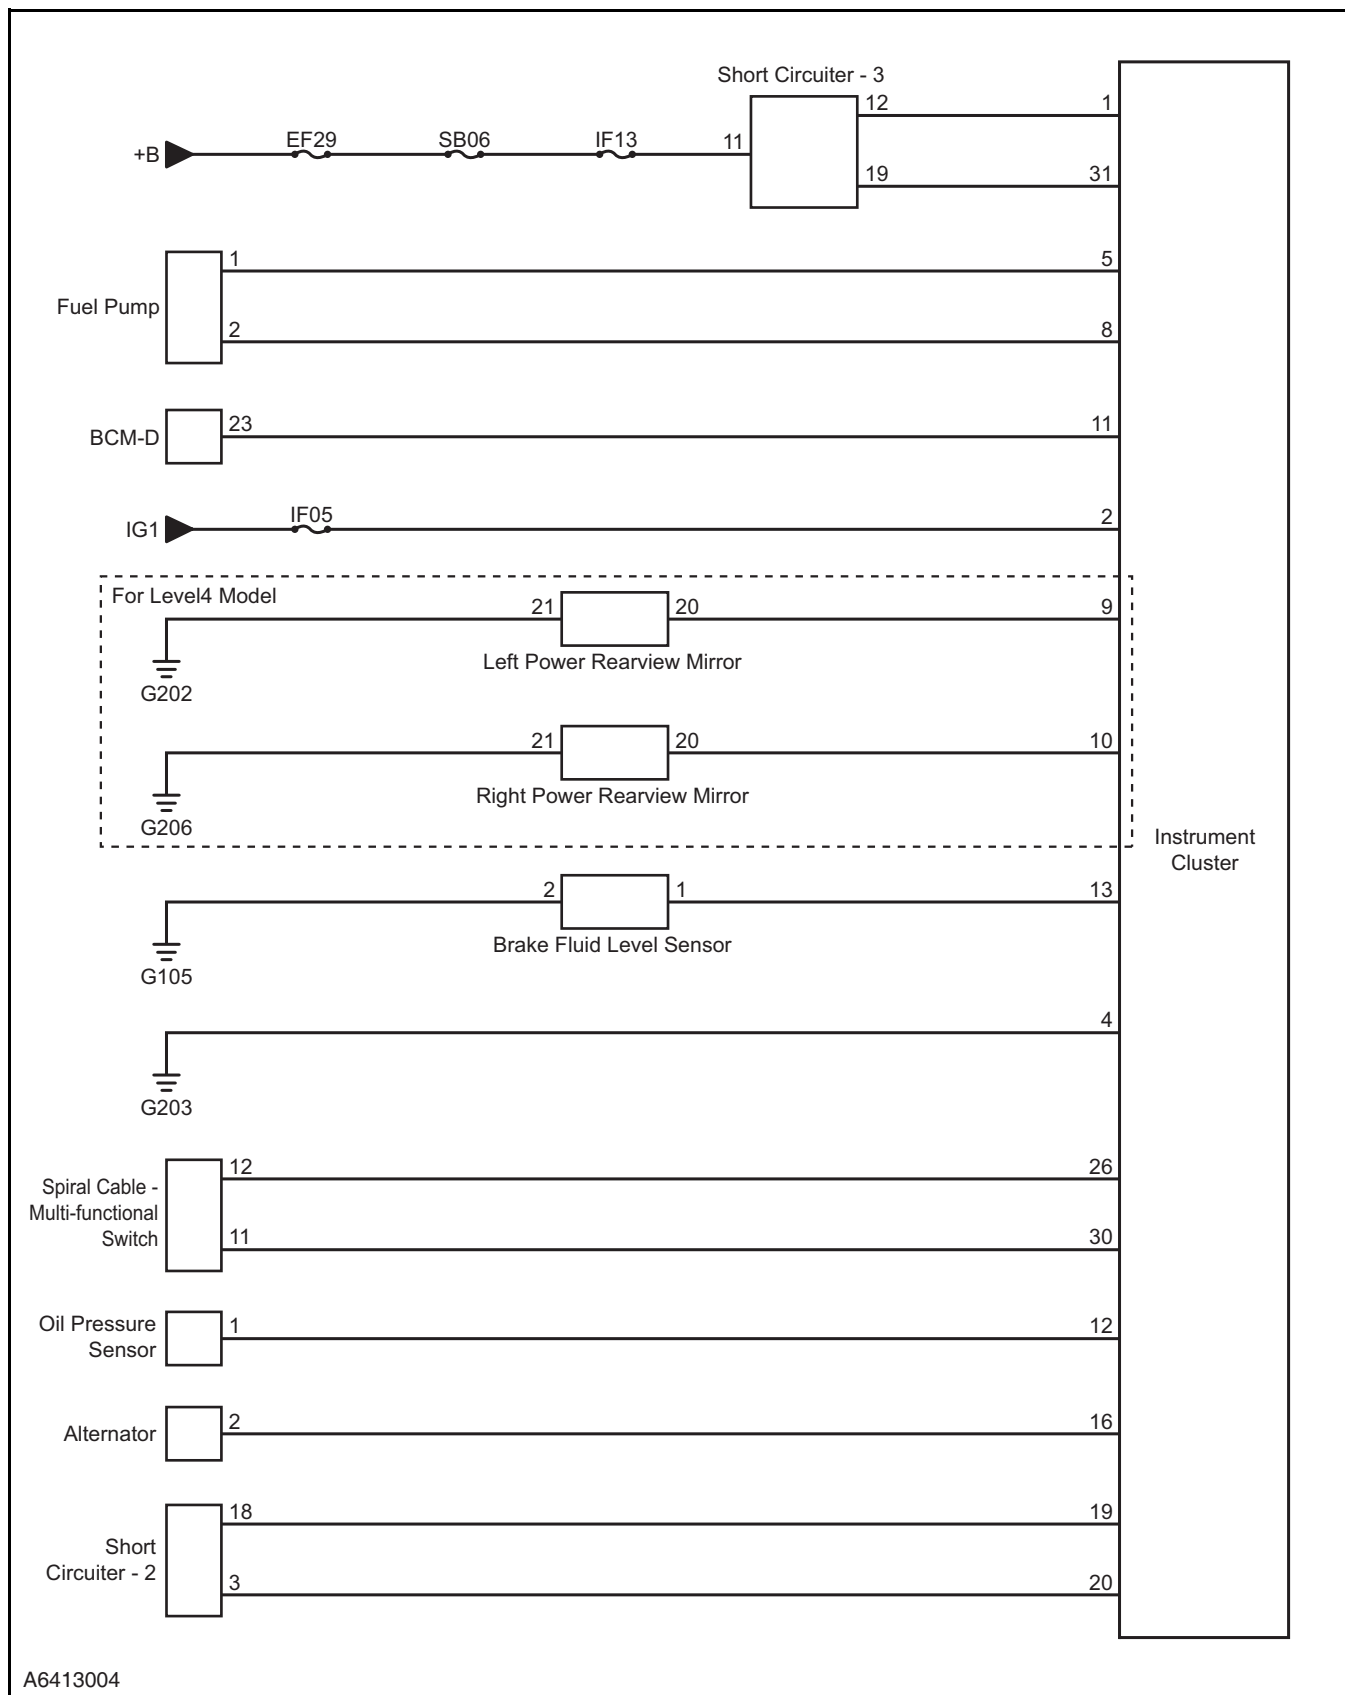 Short Circuiter - 3
12 1
+B EF29 SB06 IF13 11
19 31
1 5
Fuel Pump
2 8
BCM-D 23 11
IG1 IF05 2
For Level4 Model
21 20 9
Left Power Rearview Mirror
G202
21 20 10
Right Power Rearview Mirror
G206
Instrument
Cluster
2 1 13
Brake Fluid Level Sensor
G105
4
G203
12 26
Spiral Cable -
Multi-functional
Switch
11 30
Oil Pressure
Sensor
1 12
Alternator 2 16
18 19
Short
Circuiter - 2
3 20
A6413004